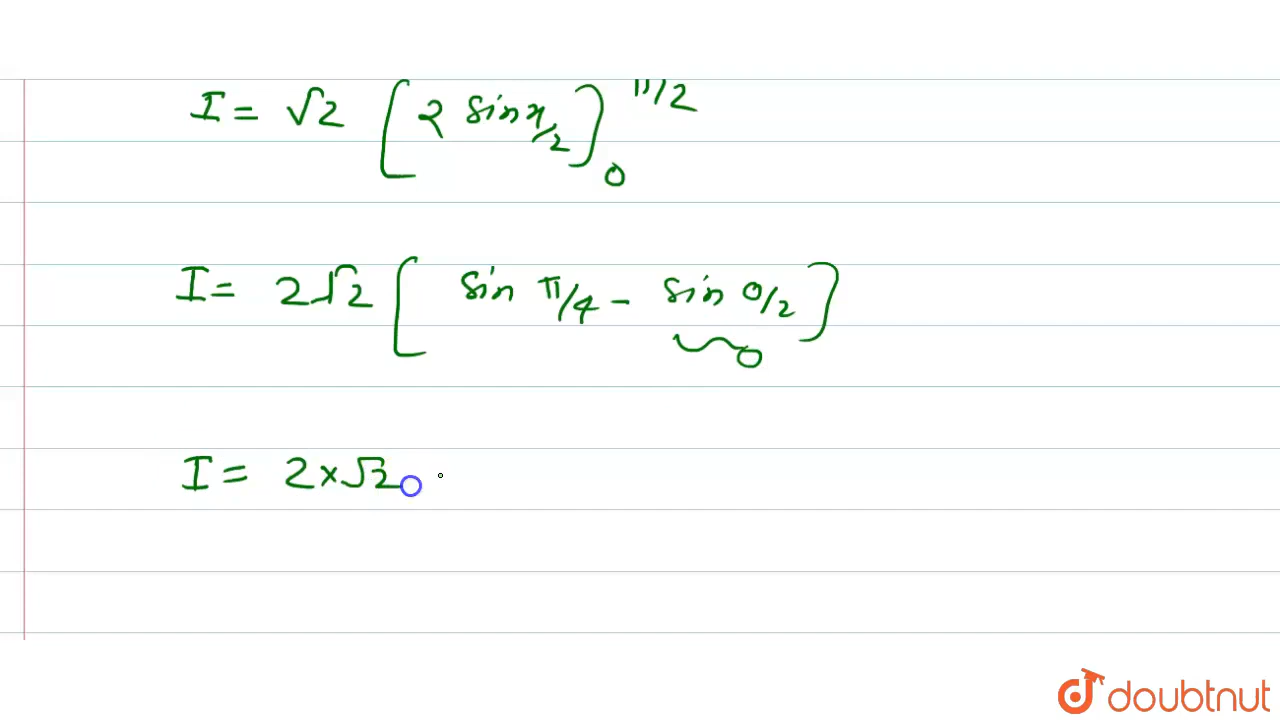 I = √2 [2 sin x/2]₀^π/2
I = 2√2 [sin π/4 - sin 0/2]
0
I = 2×√2 .
doubtnut